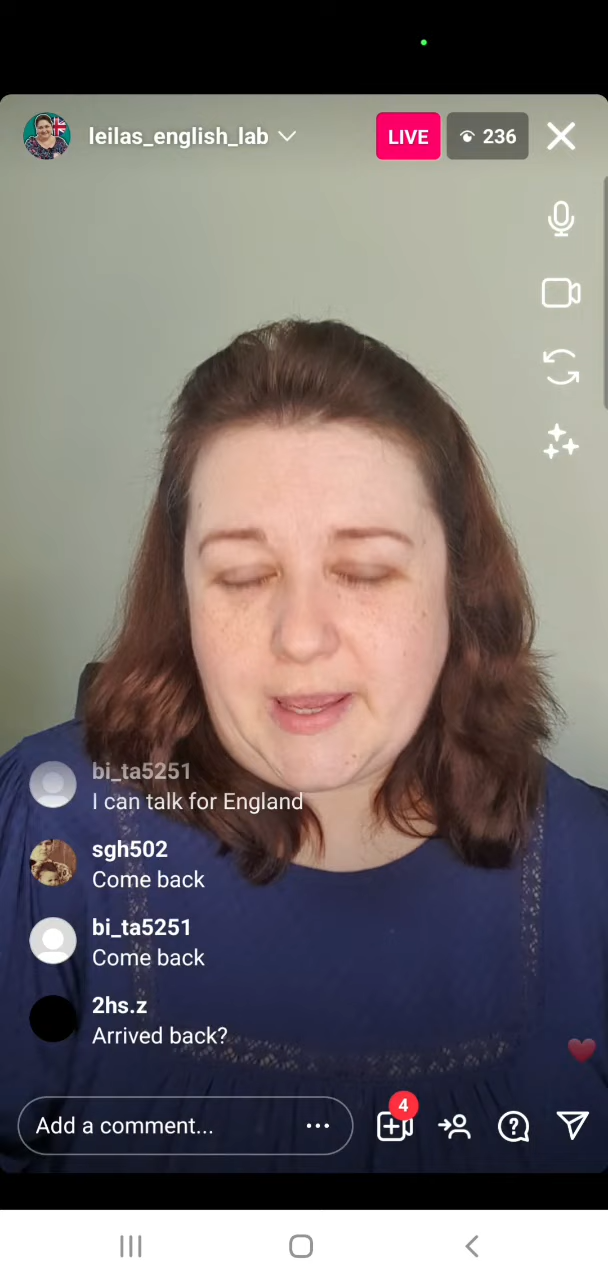 leilas_english_lab
LIVE
236
bi_ta5251
I can talk for England
sgh502
Come back
bi_ta5251
Come back
2hs.z
Arrived back?
Add a comment...
4